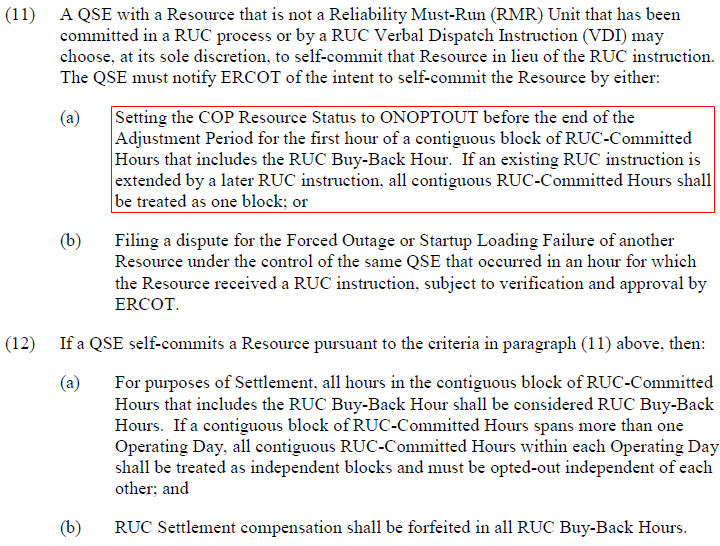 (11) A QSE with a Resource that is not a Reliability Must-Run (RMR) Unit that has been
committed in a RUC process or by a RUC Verbal Dispatch Instruction (VDI) may
choose, at its sole discretion, to self-commit that Resource in lieu of the RUC instruction.
The QSE must notify ERCOT of the intent to self-commit the Resource by either:
(a) Setting the COP Resource Status to ONOPTOUT before the end of the
Adjustment Period for the first hour of a contiguous block of RUC-Committed
Hours that includes the RUC Buy-Back Hour. If an existing RUC instruction is
extended by a later RUC instruction, all contiguous RUC-Committed Hours shall
be treated as one block; or
(b) Filing a dispute for the Forced Outage or Startup Loading Failure of another
Resource under the control of the same QSE that occurred in an hour for which
the Resource received a RUC instruction, subject to verification and approval by
ERCOT.
(12) If a QSE self-commits a Resource pursuant to the criteria in paragraph (11) above, then:
(a) For purposes of Settlement, all hours in the contiguous block of RUC-Committed
Hours that includes the RUC Buy-Back Hour shall be considered RUC Buy-Back
Hours. If a contiguous block of RUC-Committed Hours spans more than one
Operating Day, all contiguous RUC-Committed Hours within each Operating Day
shall be treated as independent blocks and must be opted-out independent of each
other; and
(b) RUC Settlement compensation shall be forfeited in all RUC Buy-Back Hours.